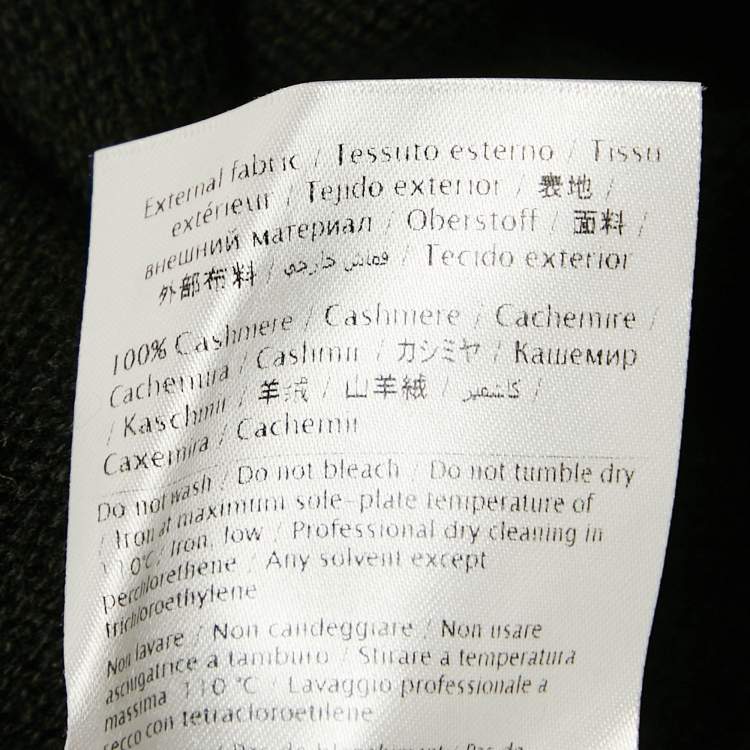 External fabric / Tessuto esterno / Tissu
extérieur / Tejido exterior / 表地 /
внешний материал / Oberstoff / 面料 /
外部布料 / قماش خارجي / Tecido exterior
100% Cashmere / Cashmere / Cachemire /
Cachemira / Cashmir / カシミヤ / Кашемир
/ Kaschmir / 羊绒 / 山羊絨 / كاشمير /
Caxemira / Cachemir
Do not wash / Do not bleach / Do not tumble dry
/ Iron at maximum sole-plate temperature of
110°C/ Iron, low / Professional dry cleaning in
perchlorethene / Any solvent except
trichloroethylene
Non lavare / Non candeggiare / Non usare
asciugatrice a tamburo / Stirare a temperatura
massima 110 °C / Lavaggio professionale a
secco con tetracloroetilene